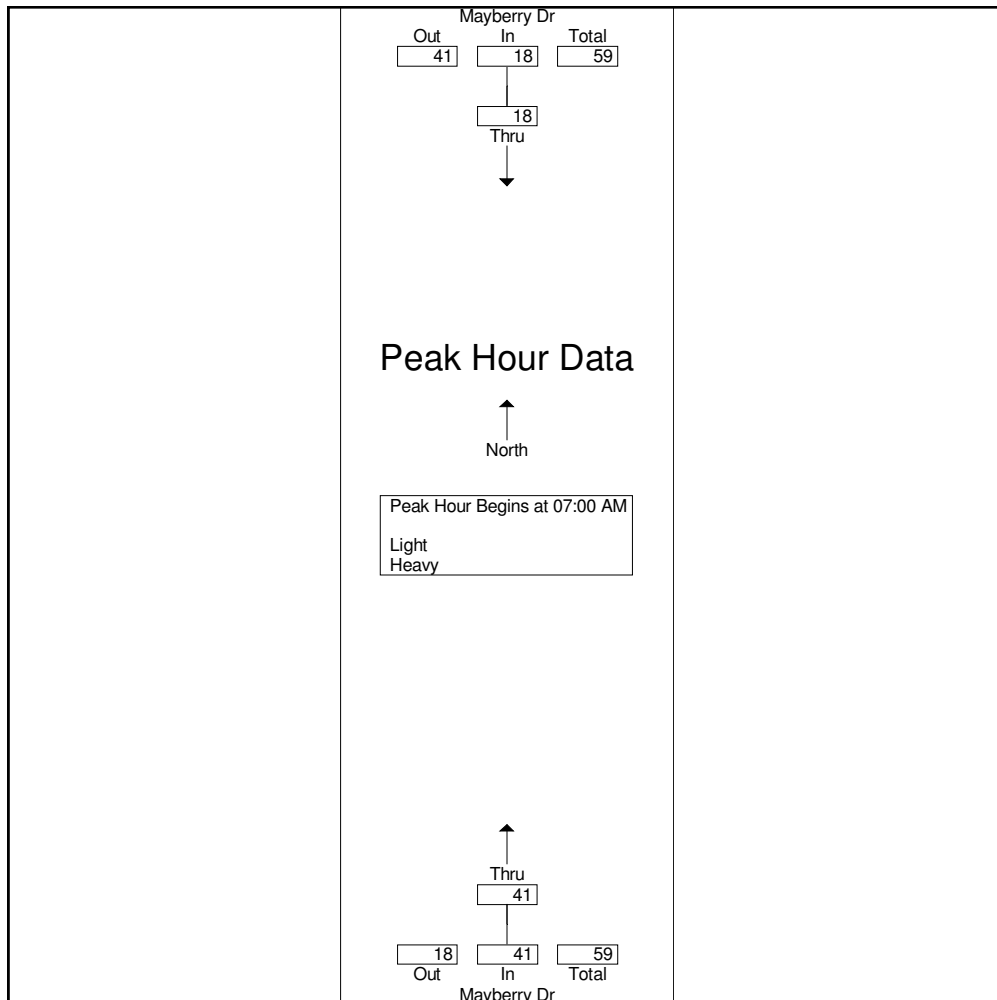 Mayberry Dr
Out In Total
41 18 59
18
Thru
Peak Hour Data
North
Peak Hour Begins at 07:00 AM
Light
Heavy
Thru
41
18 41 59
Out In Total
Mayberry Dr